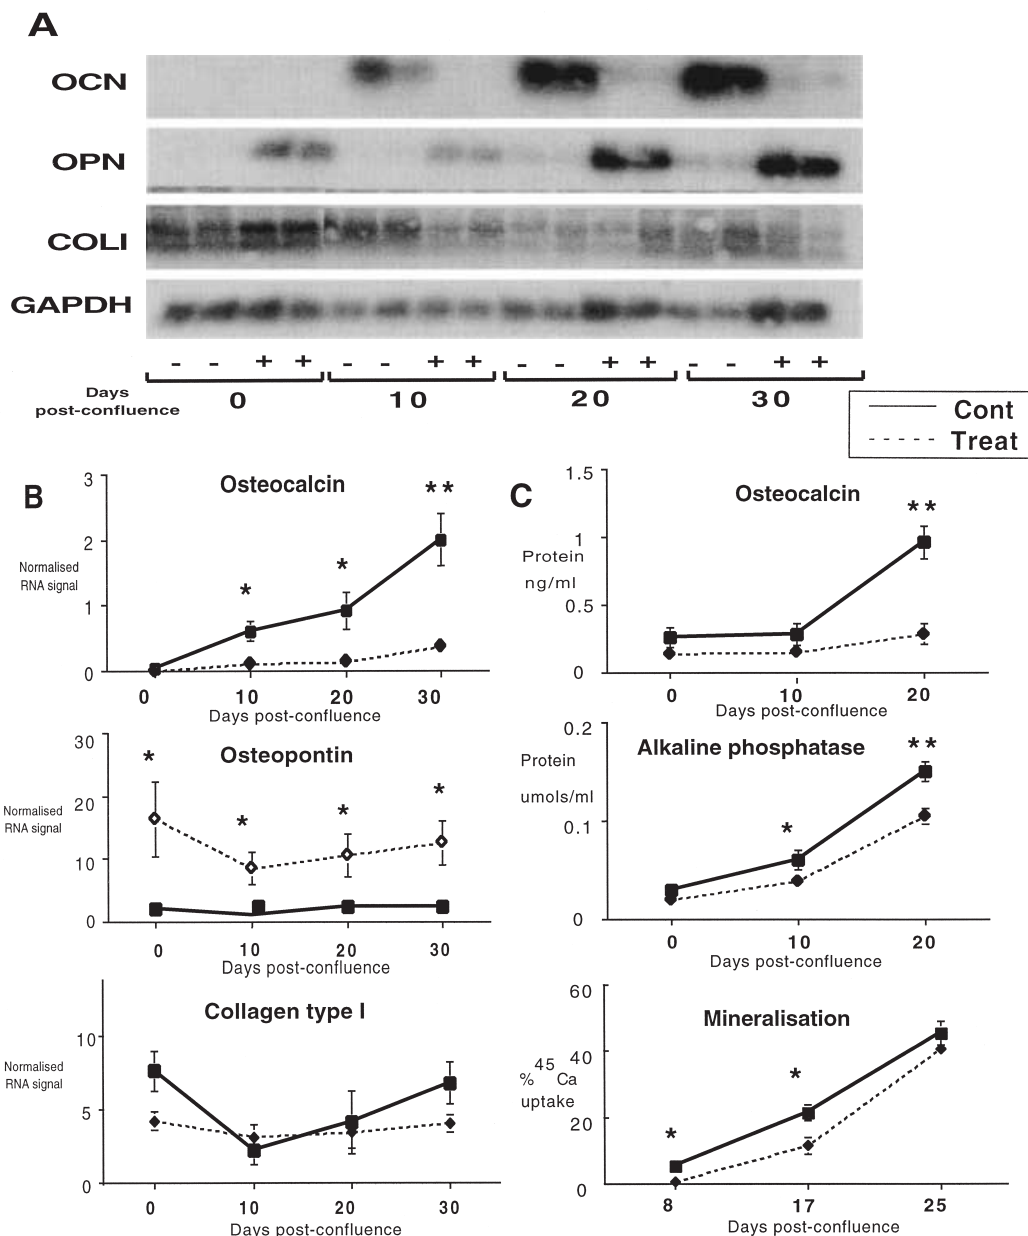 A
OCN
OPN
COLI
GAPDH
- - + + - - + + - - + + - - + +
Days
post-confluence
0 10 20 30
Cont
Treat
B
Osteocalcin
Normalised
RNA signal
3
2
1
0
* * **
0 10 20 30
Days post-confluence
Osteopontin
Normalised
RNA signal
30
20
10
0
* * * *
0 10 20 30
Days post-confluence
Collagen type I
Normalised
RNA signal
10
5
0
0 10 20 30
Days post-confluence
C
Osteocalcin
Protein
ng/ml
1.5
1
0.5
0
**
0 10 20
Days post-confluence
Alkaline phosphatase
Protein
umols/ml
0.2
0.1
0
* **
0 10 20
Days post-confluence
Mineralisation
% 45 Ca
uptake
60
40
20
0
* *
8 17 25
Days post-confluence